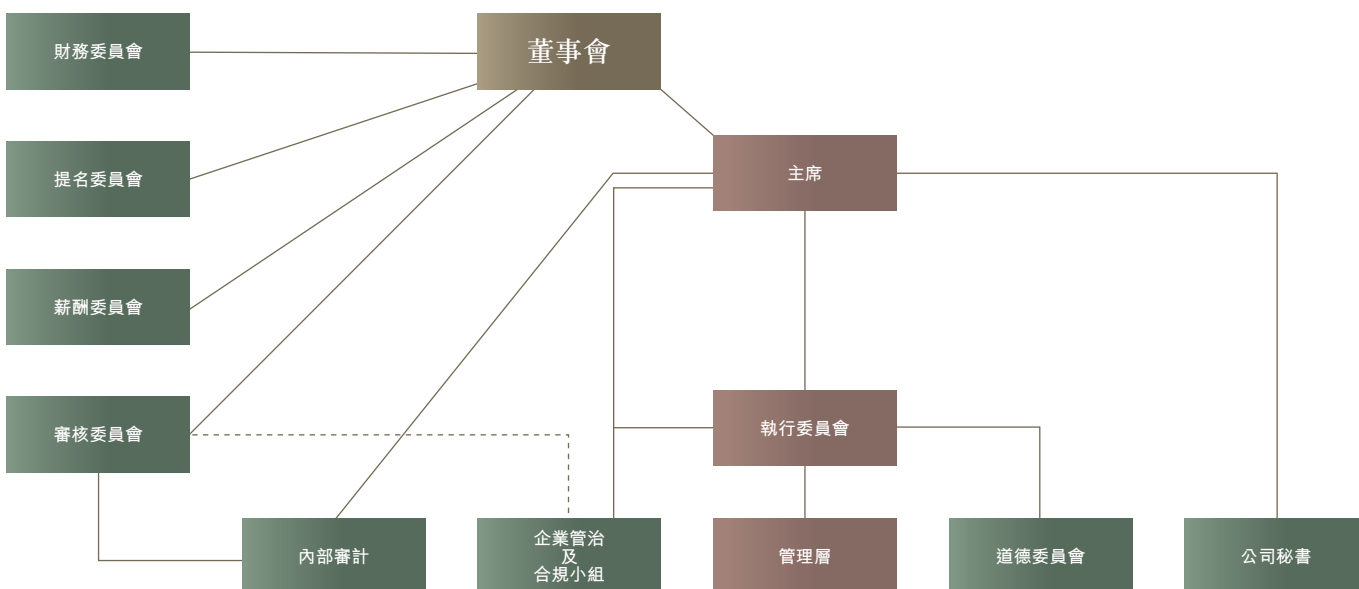 財務委員會
董事會
提名委員會
主席
薪酬委員會
審核委員會
執行委員會
內部審計
企業管治
及
合規小組
管理層
道德委員會
公司秘書